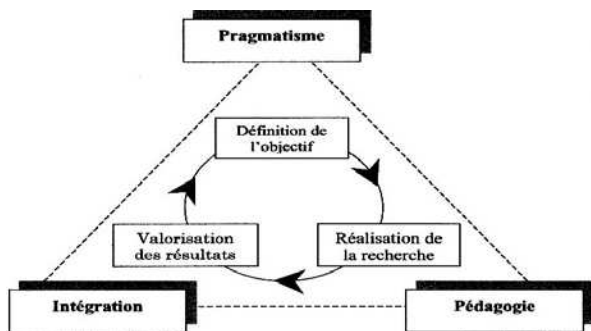 Pragmatisme
Définition de
l'objectif
Valorisation
des résultats
Réalisation de
la recherche
Intégration
Pédagogie